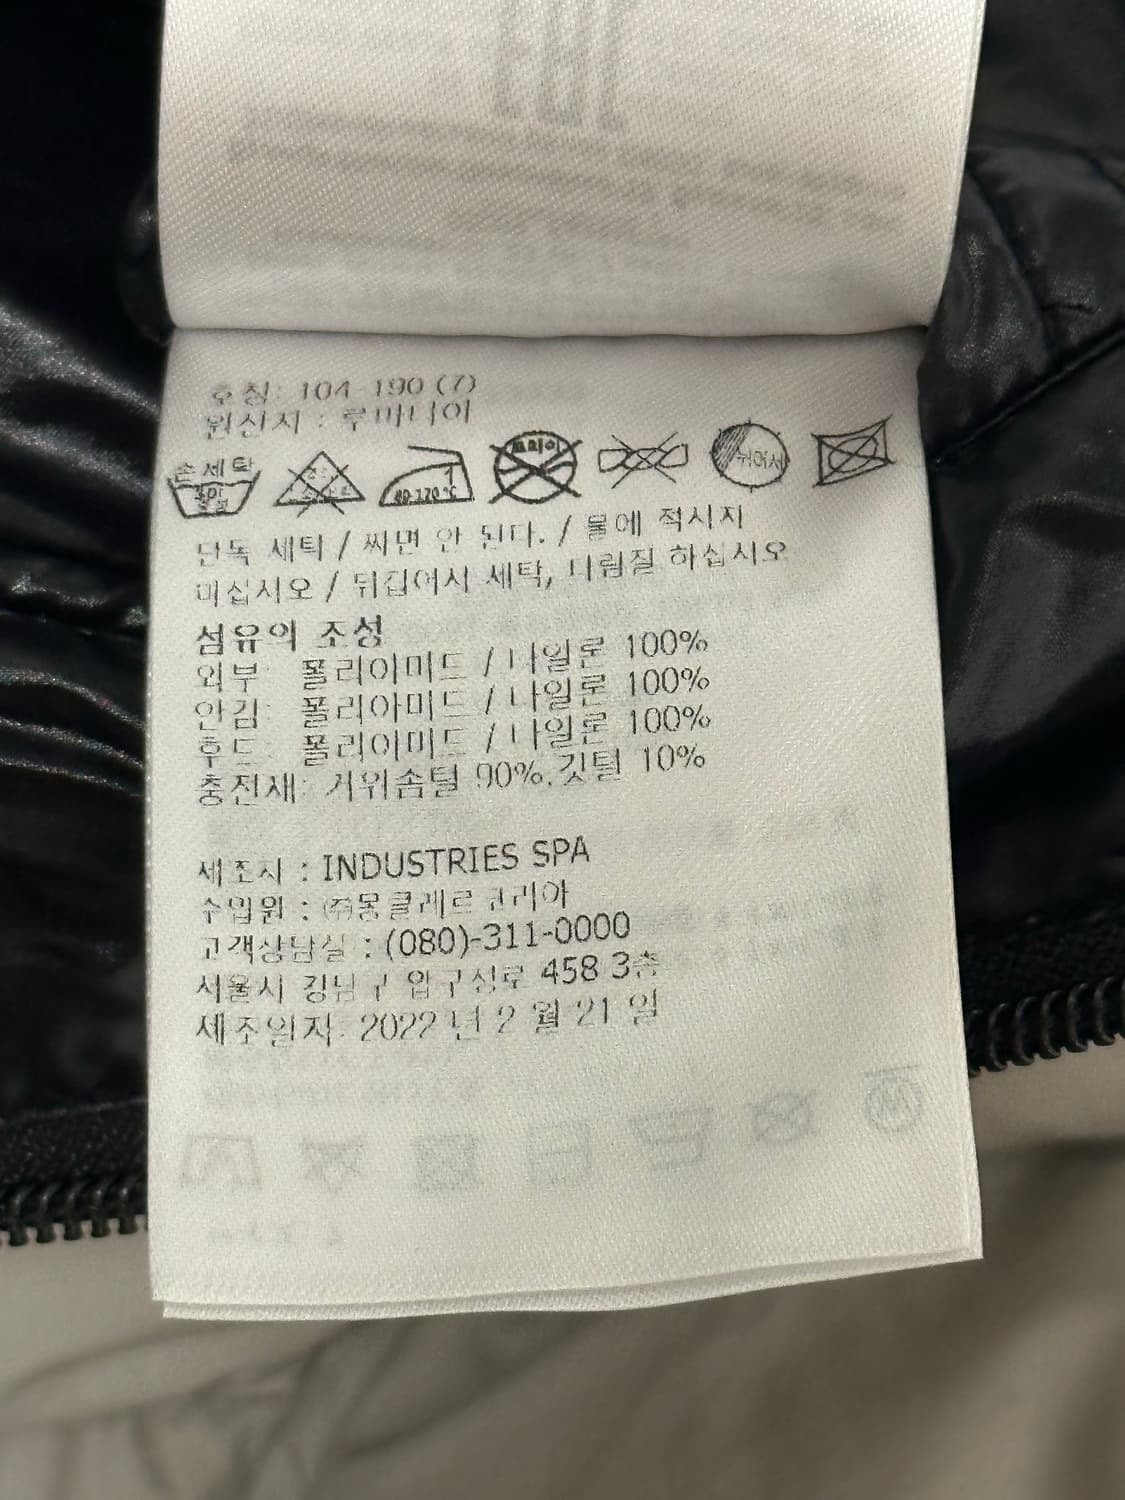 호칭: 104-190 (7)
원산지 : 루마니아
손세탁
중성
드라이
80-120℃
뉘어서
단독 세탁 / 짜면 안 된다. / 물에 적시지
마십시오 / 뒤집어서 세탁, 다림질 하십시오
섬유의 조성
외부: 폴리아미드 / 나일론 100%
안감: 폴리아미드 / 나일론 100%
후드: 폴리아미드 / 나일론 100%
충전재: 거위솜털 90%, 깃털 10%
제조자 : INDUSTRIES SPA
수입원 : ㈜몽클레르 코리아
고객상담실 : (080)-311-0000
서울시 강남구 압구정로 458 3층
제조일자: 2022 년 2 월 21 일